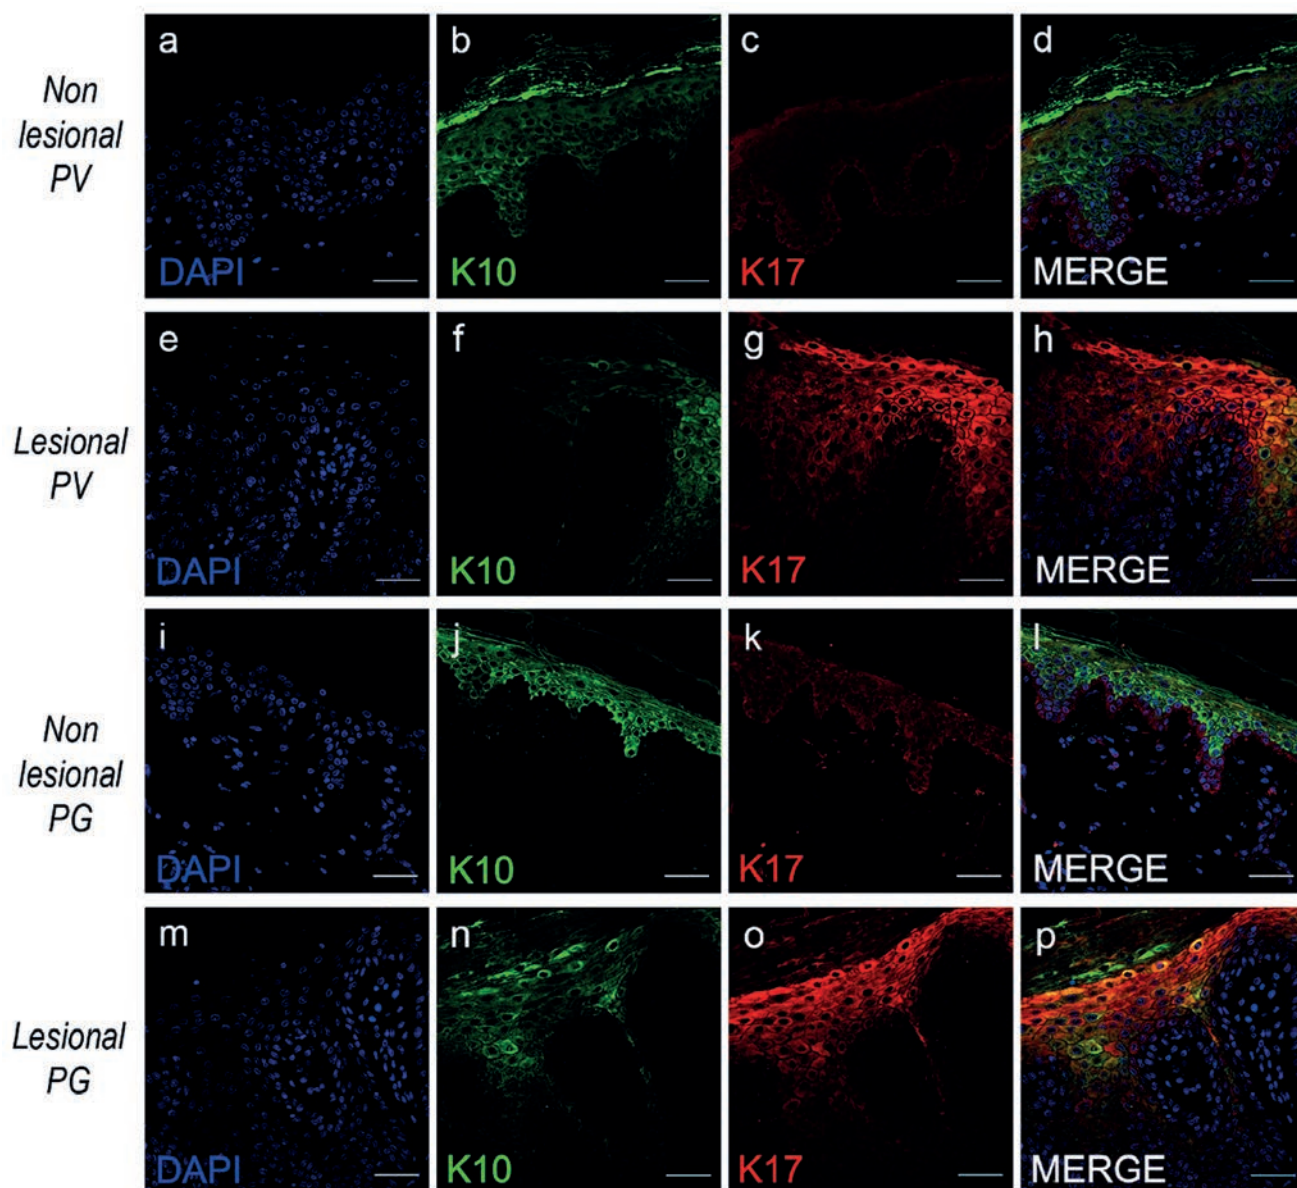 Non
lesional
PV
a
DAPI
b
K10
c
K17
d
MERGE
Lesional
PV
e
DAPI
f
K10
g
K17
h
MERGE
Non
lesional
PG
i
DAPI
j
K10
k
K17
l
MERGE
Lesional
PG
m
DAPI
n
K10
o
K17
p
MERGE